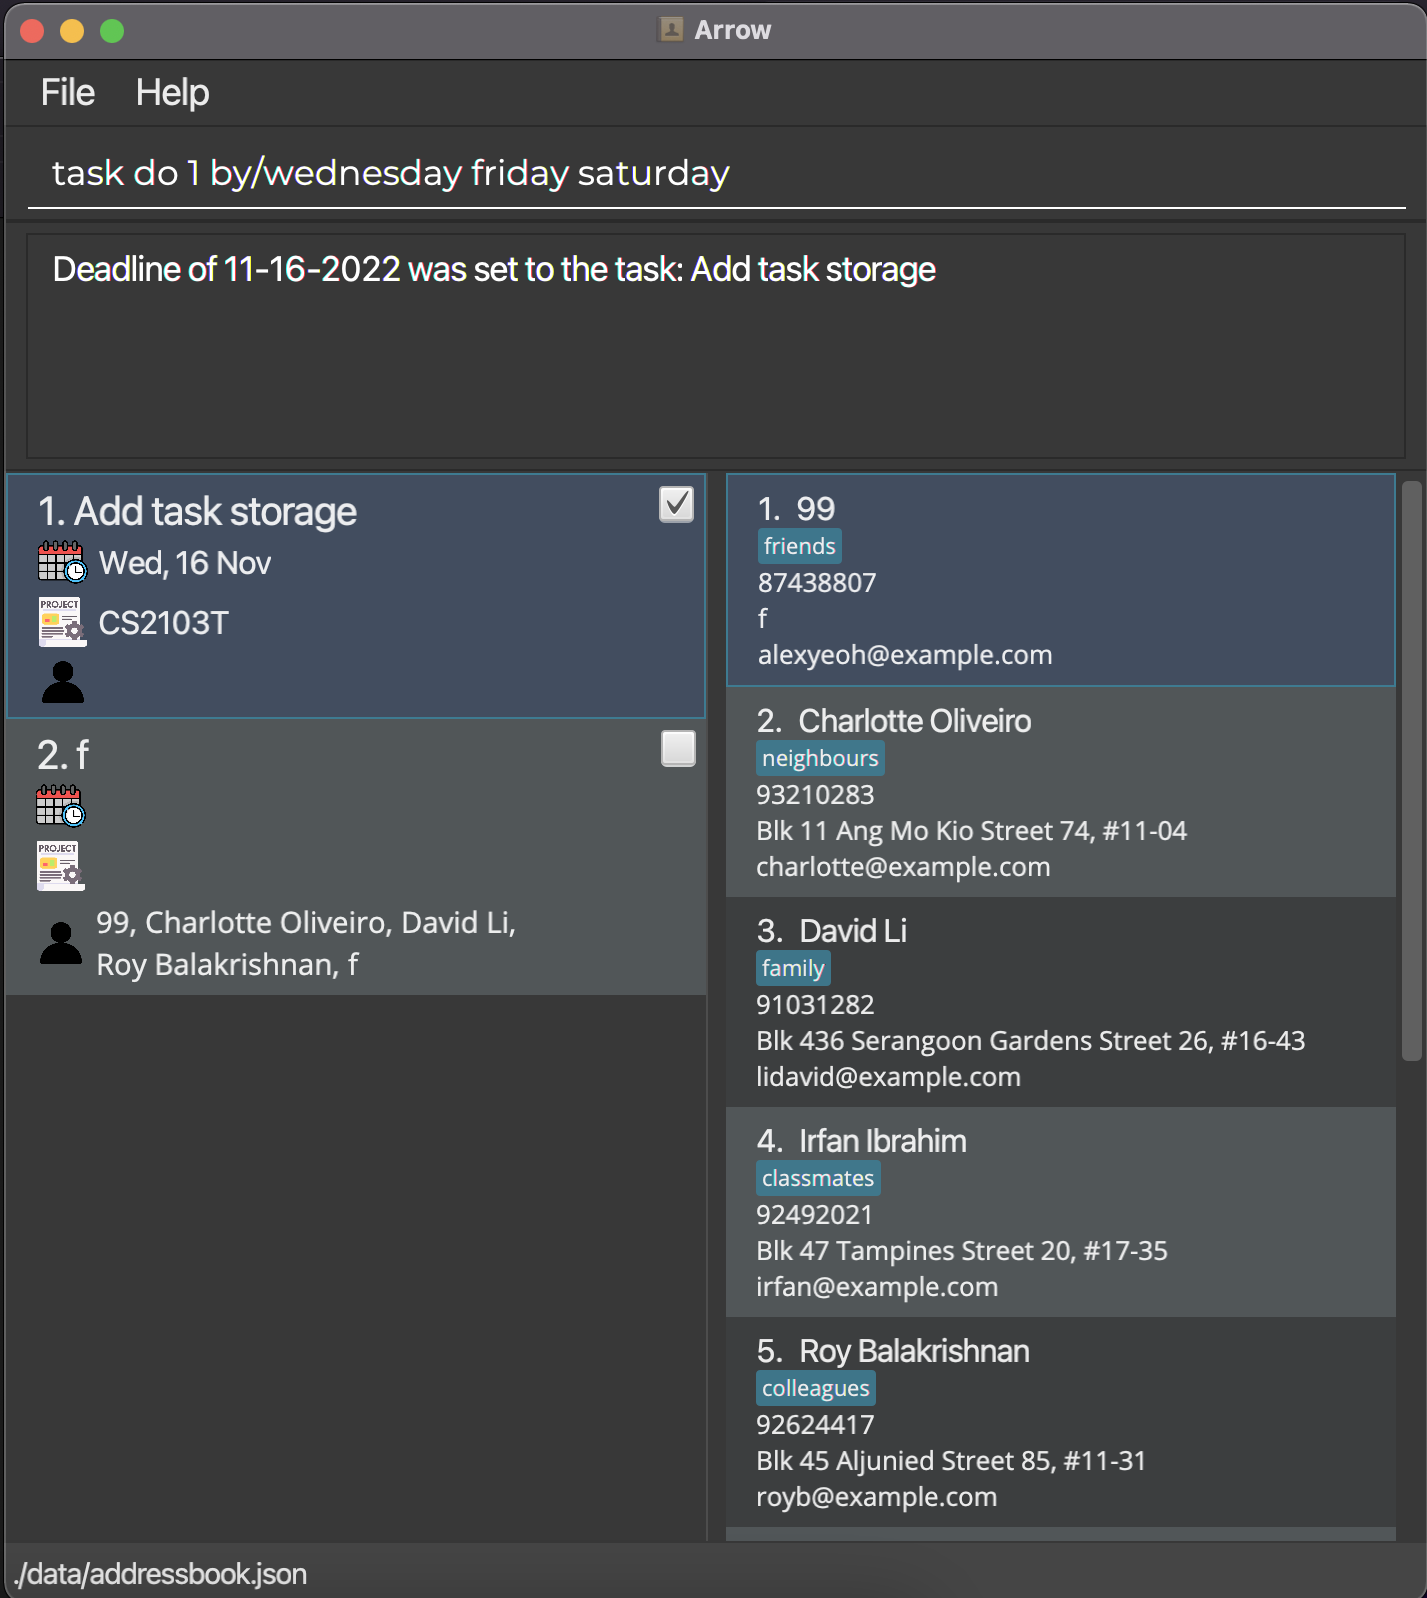 Arrow
File Help
task do 1 by/wednesday friday saturday
Deadline of 11-16-2022 was set to the task: Add task storage
1. Add task storage
Wed, 16 Nov
PROJECT
CS2103T
2. f
PROJECT
99, Charlotte Oliveiro, David Li,
Roy Balakrishnan, f
1. 99
friends
87438807
f
alexyeoh@example.com
2. Charlotte Oliveiro
neighbours
93210283
Blk 11 Ang Mo Kio Street 74, #11-04
charlotte@example.com
3. David Li
family
91031282
Blk 436 Serangoon Gardens Street 26, #16-43
lidavid@example.com
4. Irfan Ibrahim
classmates
92492021
Blk 47 Tampines Street 20, #17-35
irfan@example.com
5. Roy Balakrishnan
colleagues
92624417
Blk 45 Aljunied Street 85, #11-31
royb@example.com
./data/addressbook.json